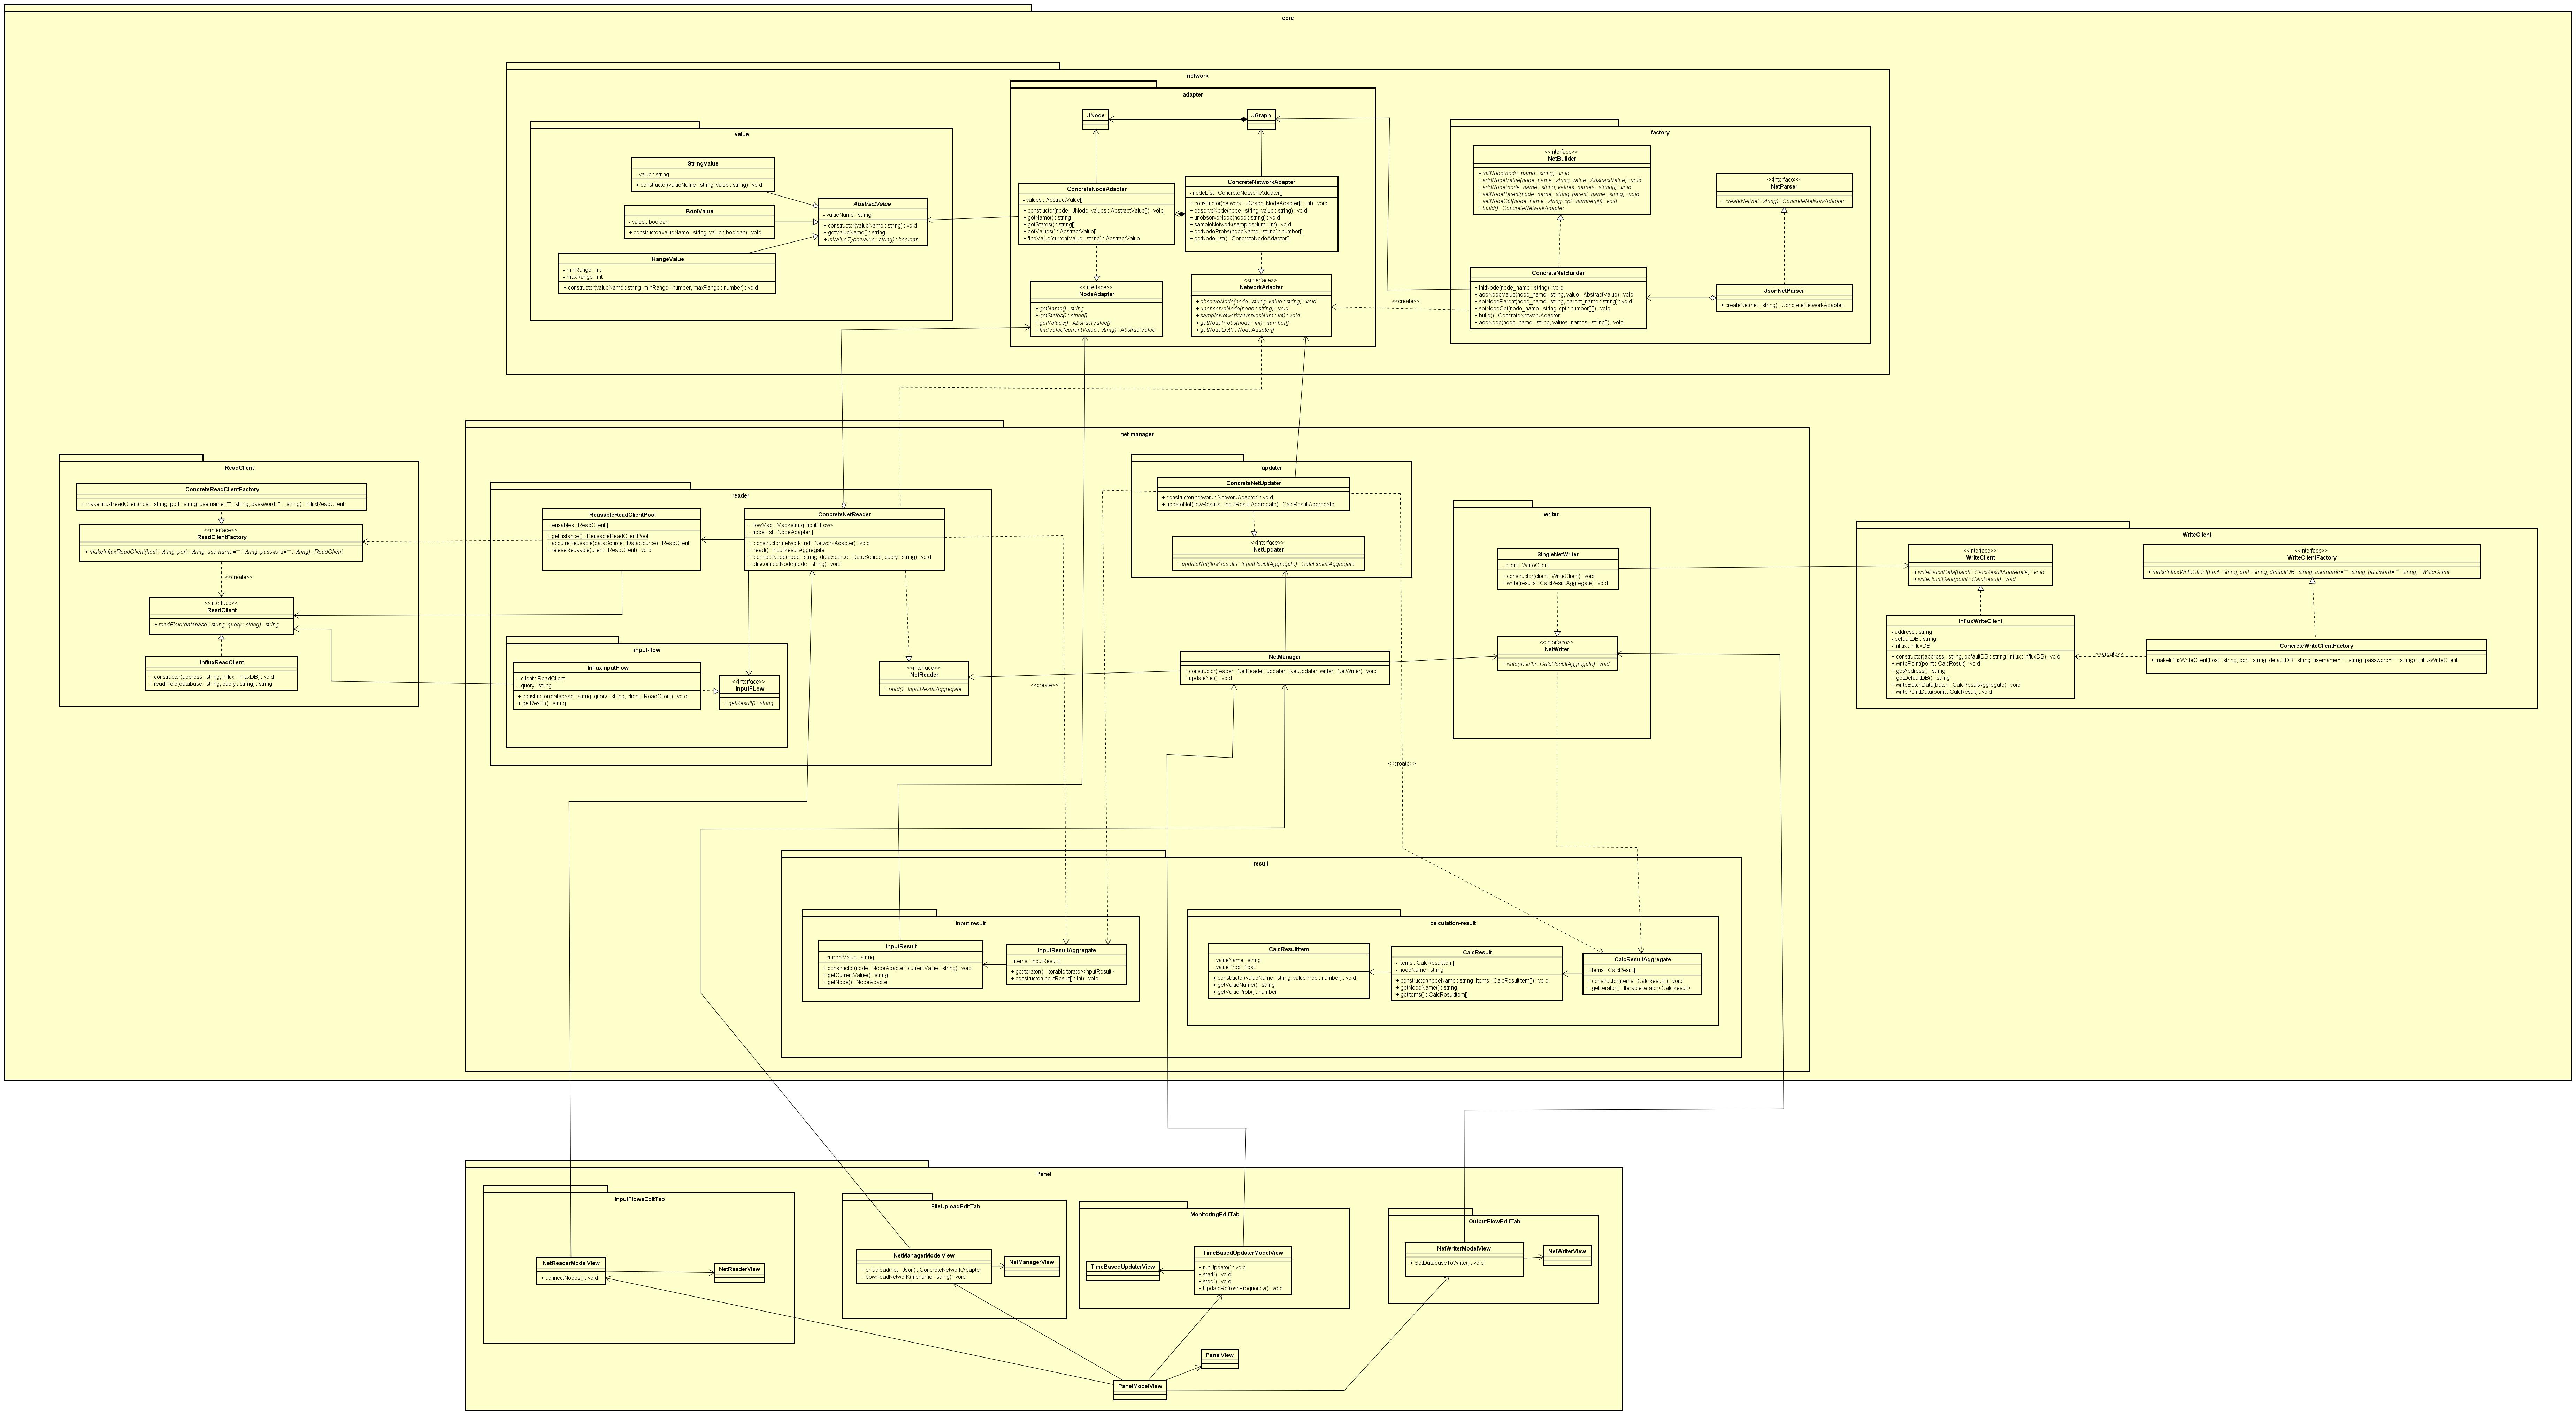 core
network
adapter
JNode
JGraph
ConcreteNodeAdapter
- values : AbstractValue[]
+ constructor(node : JNode, values : AbstractValue[]) : void
+ getName() : string
+ getStates() : string[]
+ getValues() : AbstractValue[]
+ findValue(currentValue : string) : AbstractValue
ConcreteNetworkAdapter
- nodeList : ConcreteNetworkAdapter[]
+ constructor(network : JGraph, NodeAdapter[] : int) : void
+ observeNode(node : string, value : string) : void
+ unobserveNode(node : string) : void
+ sampleNetwork(samplesNum : int) : void
+ getNodeProbs(nodeName : string) : number[]
+ getNodeList() : ConcreteNodeAdapter[]
<<interface>>
NodeAdapter
+ getName() : string
+ getStates() : string[]
+ getValues() : AbstractValue[]
+ findValue(currentValue : string) : AbstractValue
<<interface>>
NetworkAdapter
+ observeNode(node : string, value : string) : void
+ unobserveNode(node : string) : void
+ sampleNetwork(samplesNum : int) : void
+ getNodeProbs(node : int) : number[]
+ getNodeList() : NodeAdapter[]
value
StringValue
- value : string
+ constructor(valueName : string, value : string) : void
BoolValue
- value : boolean
+ constructor(valueName : string, value : boolean) : void
RangeValue
- minRange : int
- maxRange : int
+ constructor(valueName : string, minRange : number, maxRange : number) : void
AbstractValue
- valueName : string
+ constructor(valueName : string) : void
+ getValueName() : string
+ isValueType(value : string) : boolean
factory
<<interface>>
NetBuilder
+ initNode(node_name : string) : void
+ addNodeValue(node_name : string, value : AbstractValue) : void
+ addNode(node_name : string, values_names : string[]) : void
+ setNodeParent(node_name : string, parent_name : string) : void
+ setNodeCpt(node_name : string, cpt : number[][]) : void
+ build() : ConcreteNetworkAdapter
<<interface>>
NetParser
+ createNet(net : string) : ConcreteNetworkAdapter
ConcreteNetBuilder
+ initNode(node_name : string) : void
+ addNodeValue(node_name : string, value : AbstractValue) : void
+ setNodeParent(node_name : string, parent_name : string) : void
+ setNodeCpt(node_name : string, cpt : number[][]) : void
+ build() : ConcreteNetworkAdapter
+ addNode(node_name : string, values_names : string[]) : void
JsonNetParser
+ createNet(net : string) : ConcreteNetworkAdapter
<<create>>
net-manager
ReadClient
ConcreteReadClientFactory
+ makeInfluxReadClient(host : string, port : string, username="" : string, password="" : string) : InfluxReadClient
<<interface>>
ReadClientFactory
+ makeInfluxReadClient(host : string, port : string, username="" : string, password="" : string) : ReadClient
<<create>>
<<interface>>
ReadClient
+ readField(database : string, query : string) : string
InfluxReadClient
+ constructor(address : string, influx : InfluxDB) : void
+ readField(database : string, query : string) : string
reader
ReusableReadClientPool
- reusables : ReadClient[]
+ getInstance() : ReusableReadClientPool
+ acquireReusable(dataSource : DataSource) : ReadClient
+ releseReusable(client : ReadClient) : void
ConcreteNetReader
- flowMap : Map<string,InputFLow>
- nodeList : NodeAdapter[]
+ constructor(network_ref : NetworkAdapter) : void
+ read() : InputResultAggregate
+ connectNode(node : string, dataSource : DataSource, query : string) : void
+ disconnectNode(node : string) : void
input-flow
InfluxInputFlow
- client : ReadClient
- query : string
+ constructor(database : string, query : string, client : ReadClient) : void
+ getResult() : string
<<interface>>
InputFLow
+ getResult() : string
<<interface>>
NetReader
+ read() : InputResultAggregate
<<create>>
updater
ConcreteNetUpdater
+ constructor(network : NetworkAdapter) : void
+ updateNet(flowResults : InputResultAggregate) : CalcResultAggregate
<<interface>>
NetUpdater
+ updateNet(flowResults : InputResultAggregate) : CalcResultAggregate
NetManager
+ constructor(reader : NetReader, updater : NetUpdater, writer : NetWriter) : void
+ updateNet() : void
<<create>>
writer
SingleNetWriter
- client : WriteClient
+ constructor(client : WriteClient) : void
+ write(results : CalcResultAggregate) : void
<<interface>>
NetWriter
+ write(results : CalcResultAggregate) : void
WriteClient
<<interface>>
WriteClient
+ writeBatchData(batch : CalcResultAggregate) : void
+ writePointData(point : CalcResult) : void
<<interface>>
WriteClientFactory
+ makeInfluxWriteClient(host : string, port : string, defaultDB : string, username="" : string, password="" : string) : WriteClient
InfluxWriteClient
- address : string
- defaultDB : string
- influx : InfluxDB
+ constructor(address : string, defaultDB : string, influx : InfluxDB) : void
+ writePoint(point : CalcResult) : void
+ getAddress() : string
+ getDefaultDB() : string
+ writeBatchData(batch : CalcResultAggregate) : void
+ writePointData(point : CalcResult) : void
<<create>>
ConcreteWriteClientFactory
+ makeInfluxWriteClient(host : string, port : string, defaultDB : string, username="" : string, password="" : string) : InfluxWriteClient
result
input-result
InputResult
- currentValue : string
+ constructor(node : NodeAdapter, currentValue : string) : void
+ getCurrentValue() : string
+ getNode() : NodeAdapter
InputResultAggregate
- items : InputResult[]
+ getIterator() : IterableIterator<InputResult>
+ constructor(InputResult[] : int) : void
calculation-result
CalcResultItem
- valueName : string
- valueProb : float
+ constructor(valueName : string, valueProb : number) : void
+ getValueName() : string
+ getValueProb() : number
CalcResult
- items : CalcResultItem[]
- nodeName : string
+ constructor(nodeName : string, items : CalcResultItem[]) : void
+ getNodeName() : string
+ getItems() : CalcResultItem[]
CalcResultAggregate
- items : CalcResult[]
+ constructor(items : CalcResult[]) : void
+ getIterator() : IterableIterator<CalcResult>
Panel
InputFlowsEditTab
NetReaderModelView
+ connectNodes() : void
NetReaderView
FileUploadEditTab
NetManagerModelView
+ onUpload(net : Json) : ConcreteNetworkAdapter
+ downloadNetwork(filename : string) : void
NetManagerView
MonitoringEditTab
TimeBasedUpdaterView
TimeBasedUpdaterModelView
+ runUpdate() : void
+ start() : void
+ stop() : void
+ UpdateRefreshFrequency() : void
OutputFlowEditTab
NetWriterModelView
+ SetDatabaseToWrite() : void
NetWriterView
PanelView
PanelModelView